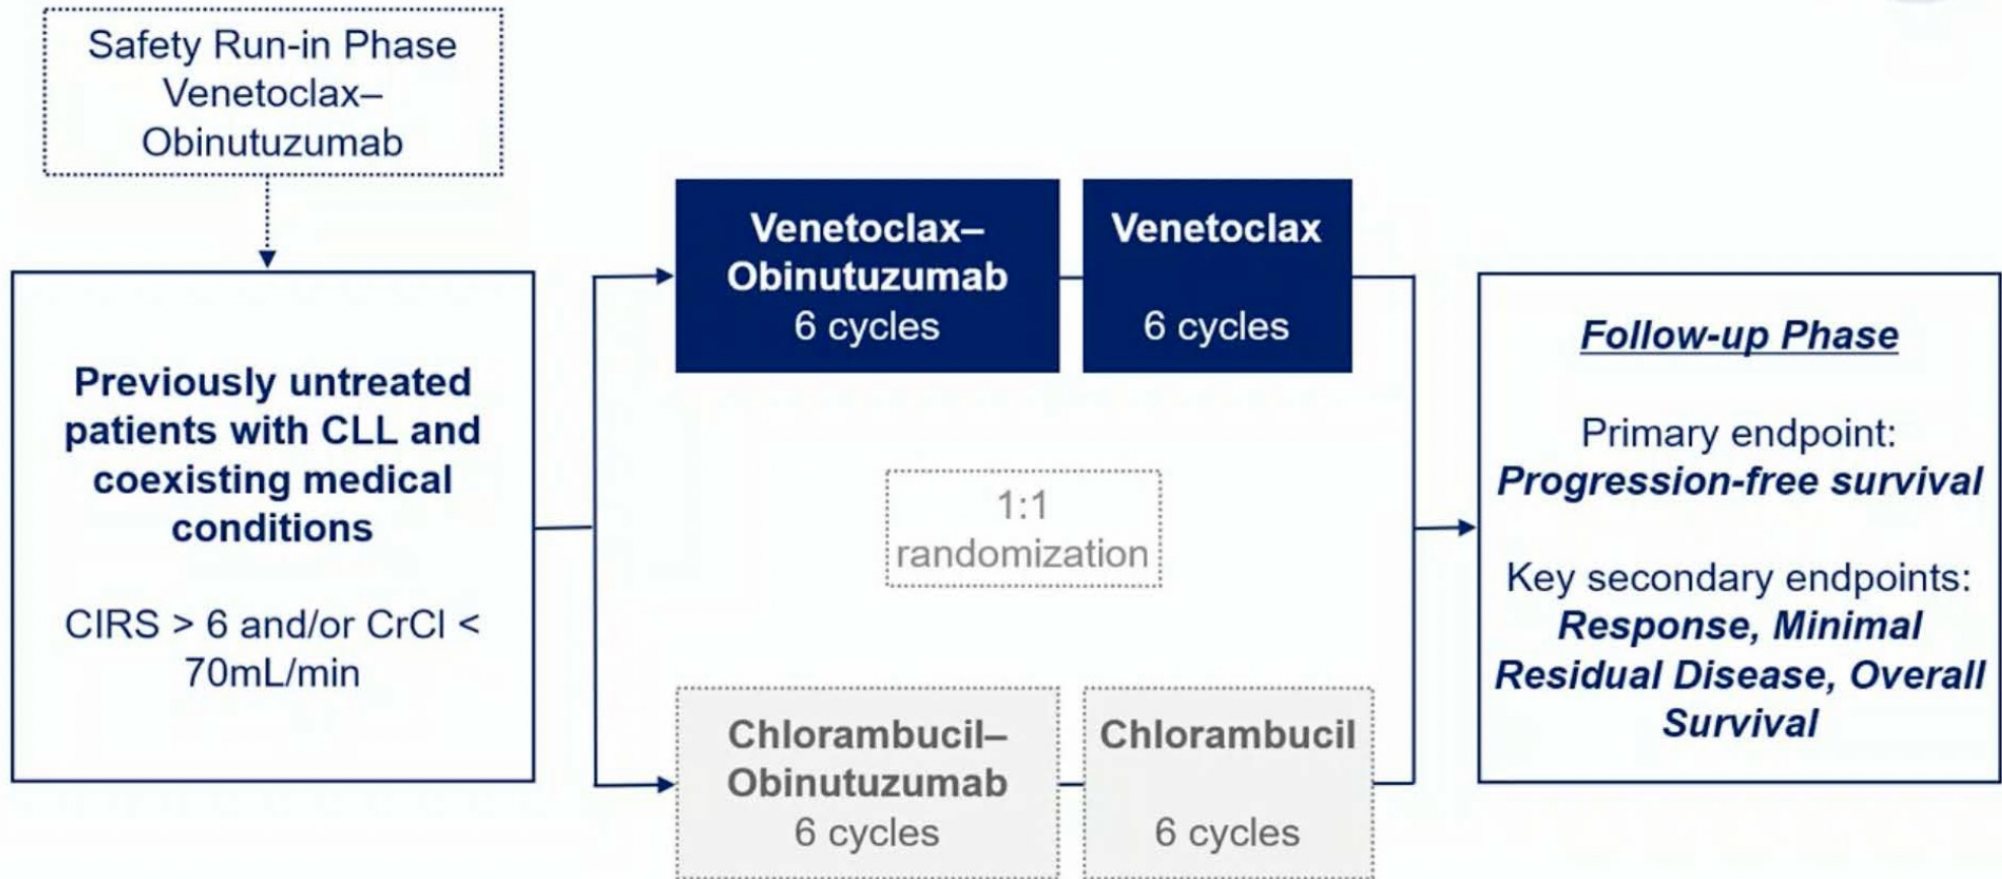 Safety Run-in Phase
Venetoclax–
Obinutuzumab
Previously untreated
patients with CLL and
coexisting medical
conditions
CIRS > 6 and/or CrCl <
70mL/min
Venetoclax–
Obinutuzumab
6 cycles
Venetoclax
6 cycles
1:1
randomization
Chlorambucil–
Obinutuzumab
6 cycles
Chlorambucil
6 cycles
Follow-up Phase
Primary endpoint:
Progression-free survival
Key secondary endpoints:
Response, Minimal
Residual Disease, Overall
Survival